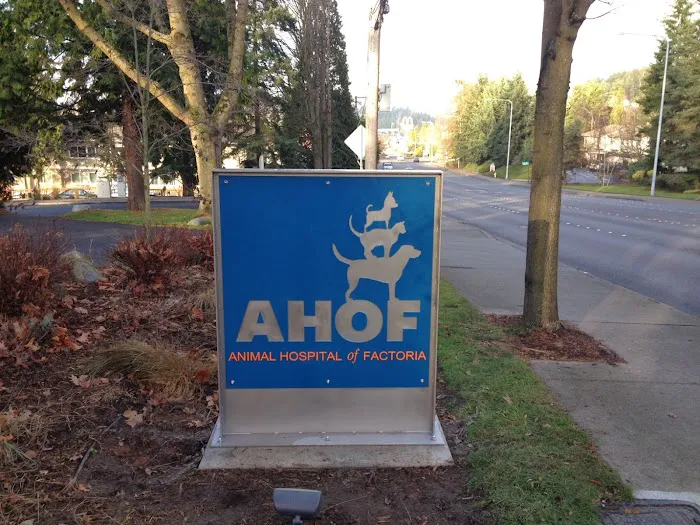 AHOF
ANIMAL HOSPITAL of FACTORIA